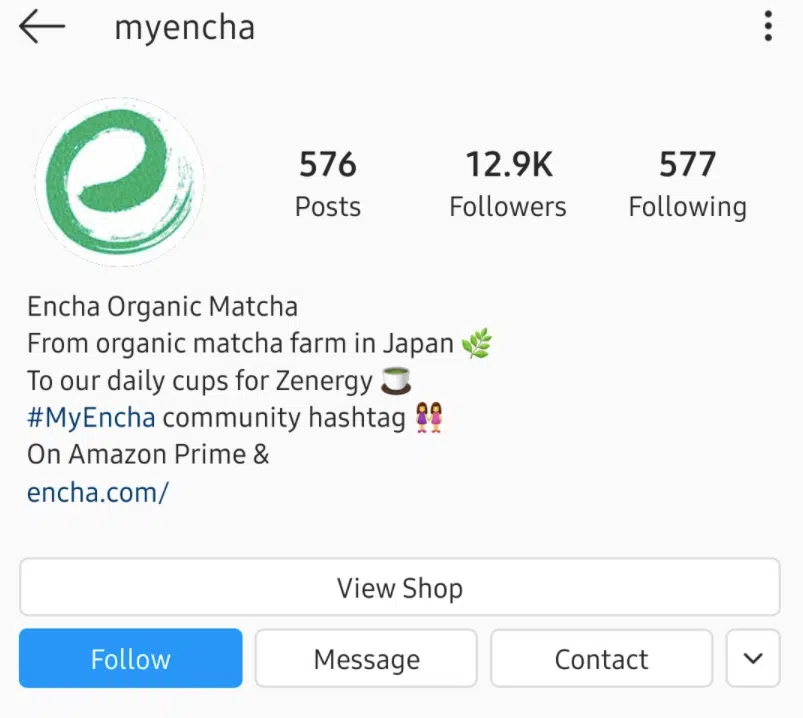 myencha
576 12.9K 577
Posts Followers Following
Encha Organic Matcha
From organic matcha farm in Japan 🌿
To our daily cups for Zenergy 🍵
#MyEncha community hashtag 👭
On Amazon Prime &
encha.com/
View Shop
Follow Message Contact